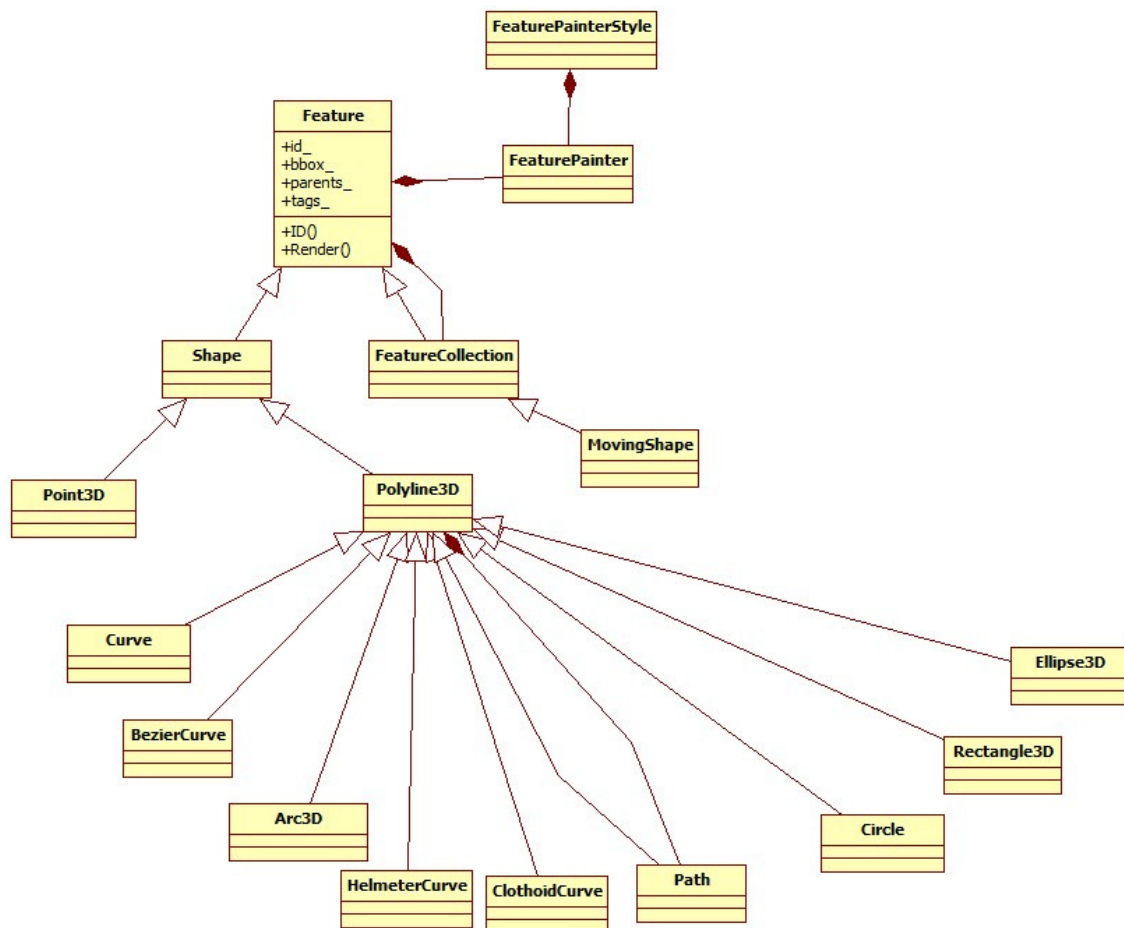 FeaturePainterStyle
Feature
+id_
+bbox_
+parents_
+tags_
+ID()
+Render()
FeaturePainter
Shape
FeatureCollection
MovingShape
Point3D
Polyline3D
Curve
Ellipse3D
BezierCurve
Rectangle3D
Arc3D
Circle
HelmeterCurve
ClothoidCurve
Path